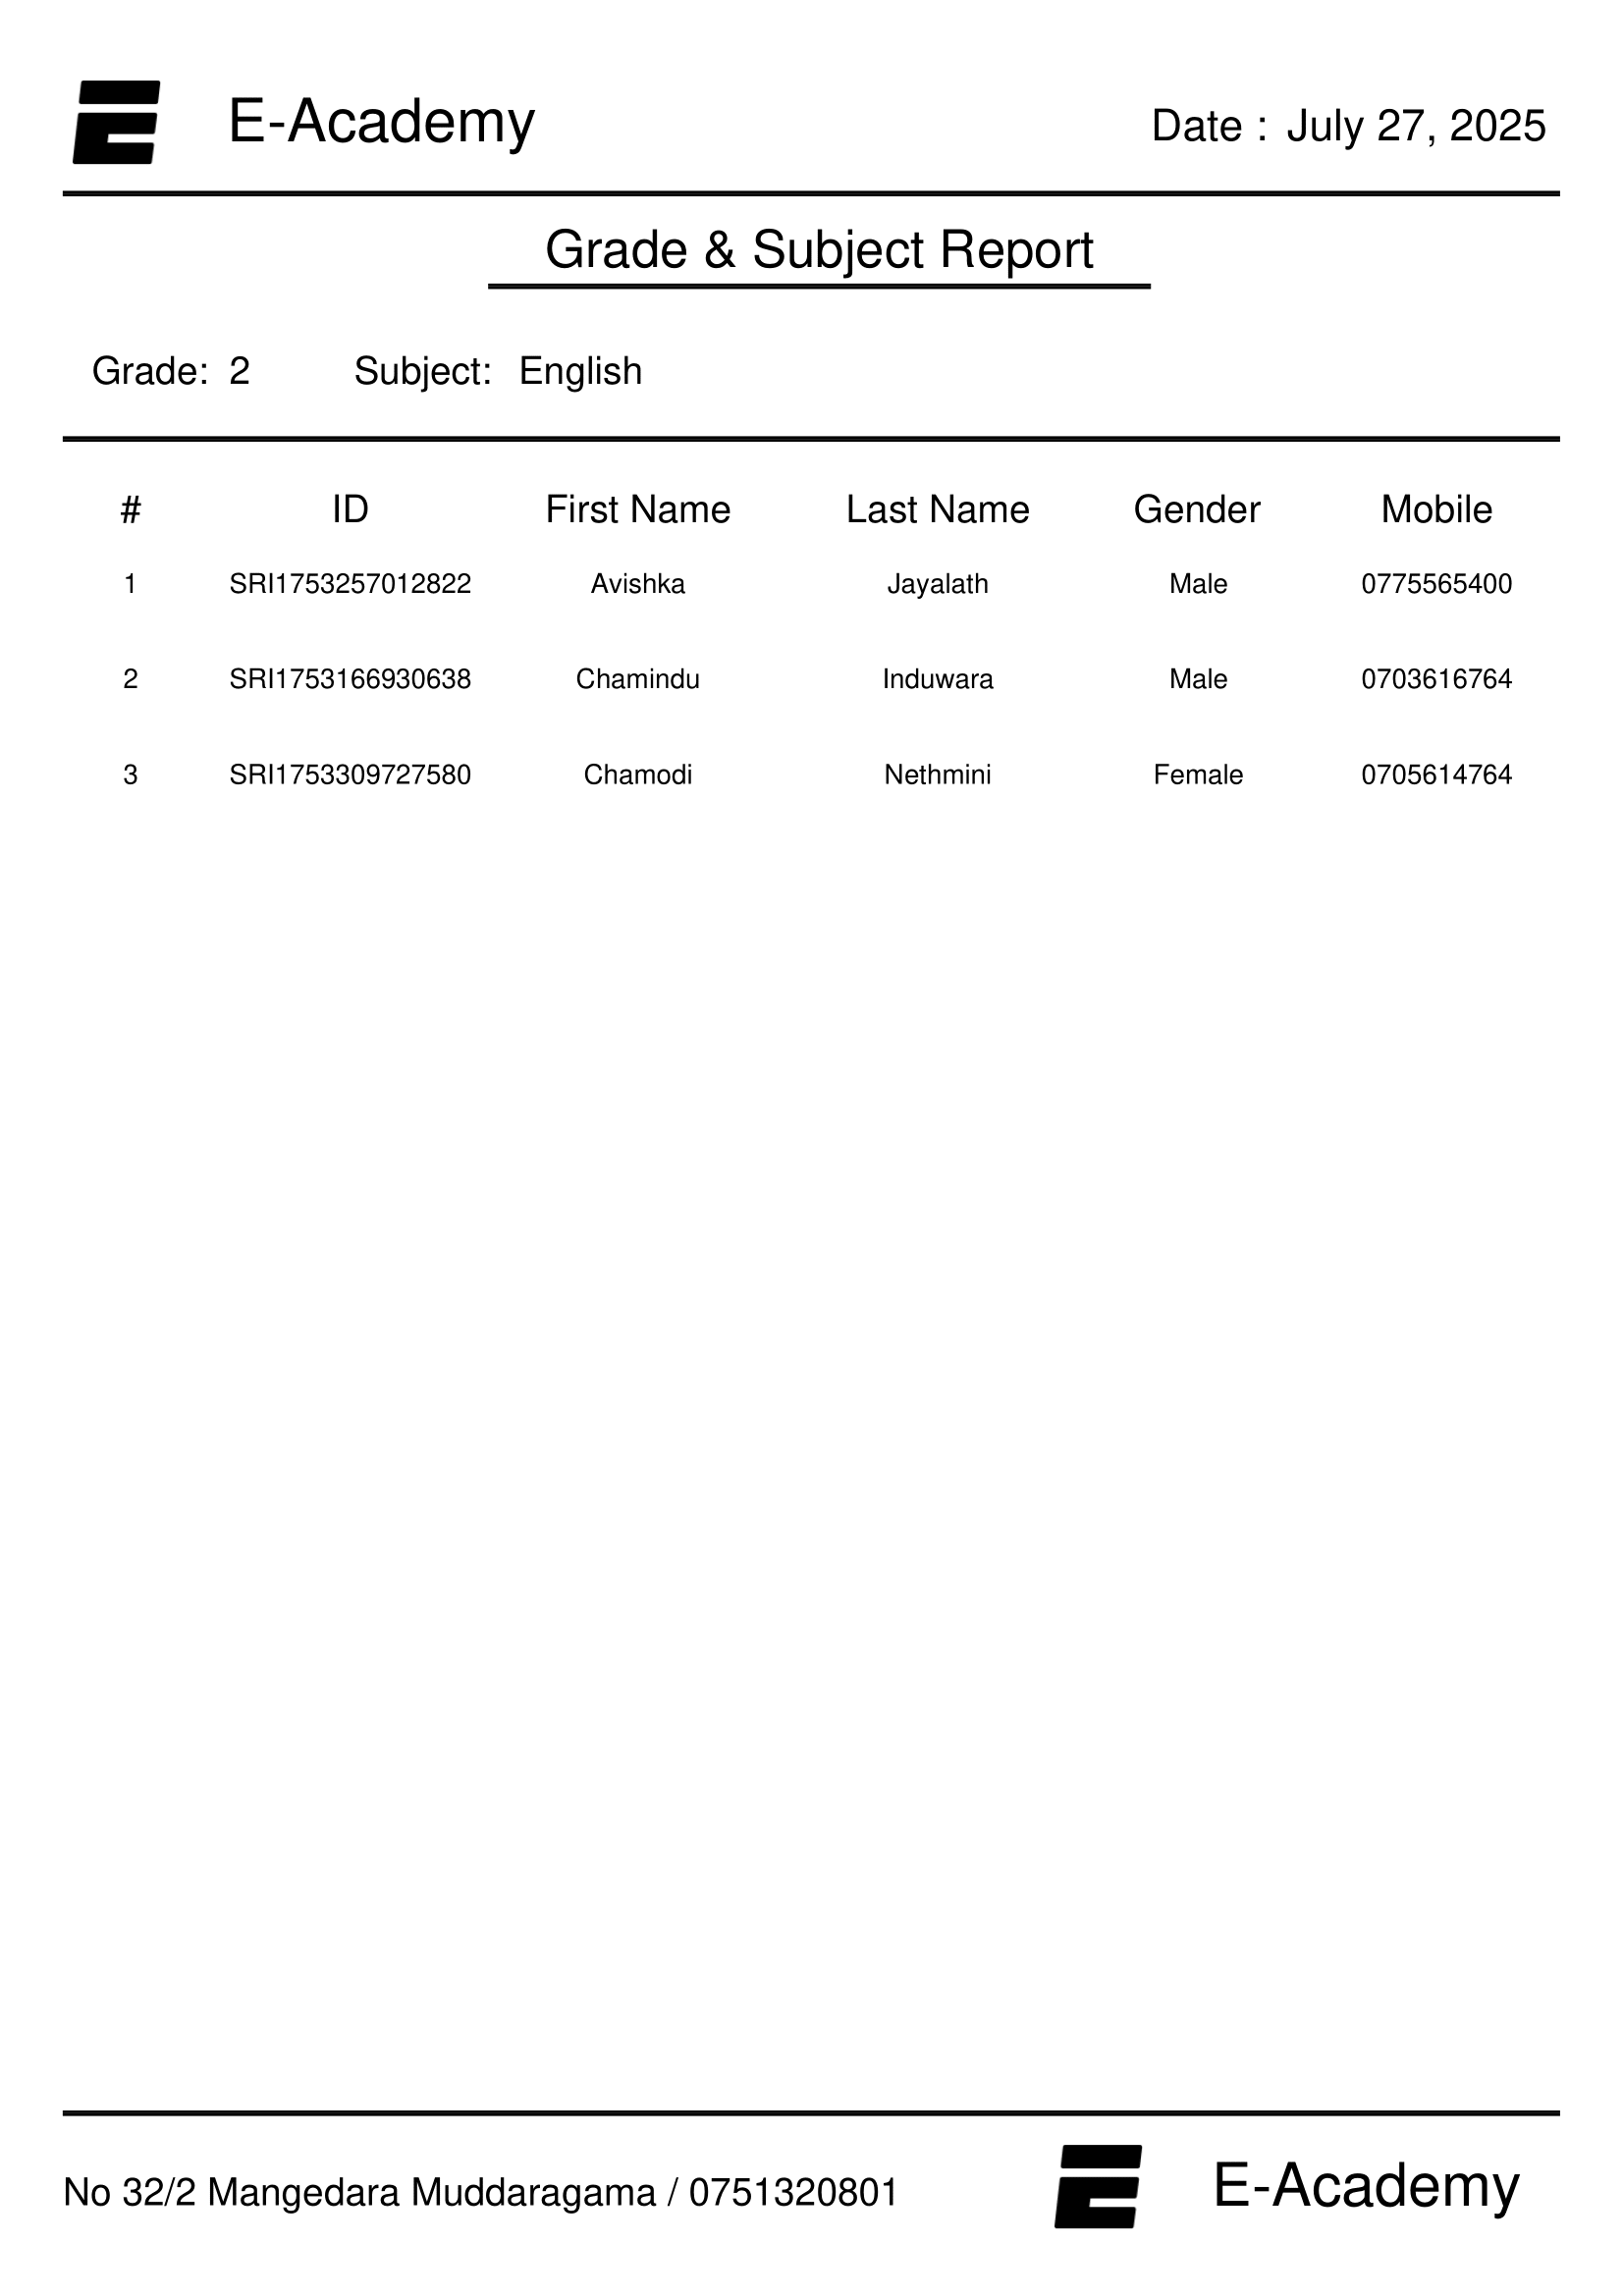 E-Academy Date : July 27, 2025
Grade & Subject Report
Grade: 2 Subject: English
# ID First Name Last Name Gender Mobile
1 SRI1753257012822 Avishka Jayalath Male 0775565400
2 SRI1753166930638 Chamindu Induwara Male 0703616764
3 SRI1753309727580 Chamodi Nethmini Female 0705614764
No 32/2 Mangedara Muddaragama / 0751320801 E-Academy